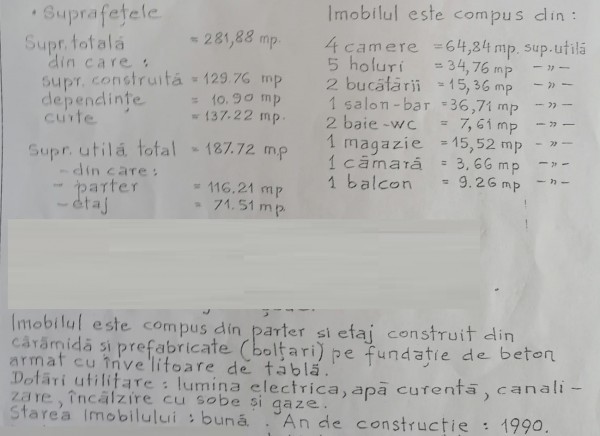 • Suprafețele
Supr. totală = 281,88 mp.
din care :
supr. construită = 129.76 mp
dependințe = 10.90 mp
curte = 137.22 mp.
Supr. utilă total = 187.72 mp
- din care :
- parter = 116.21 mp
- etaj = 71.51 mp
Imobilul este compus din :
4 camere = 64,84 mp. sup. utilă
5 holuri = 34,76 mp - " -
2 bucătării = 15,36 mp - " -
1 salon-bar = 36,71 mp - " -
2 baie-wc = 7,61 mp - " -
1 magazie = 15,52 mp - " -
1 cămară = 3,66 mp - " -
1 balcon = 9.26 mp - " -
Imobilul este compus din parter si etaj construit din
cărămidă si prefabricate (bolțari) pe fundație de beton
armat cu învelitoare de tablă.
Dotări utilitare : lumina electrica, apă curentă, canali-
zare, încălzire cu sobe și gaze.
Starea imobilului : bună. An de constructie : 1990.